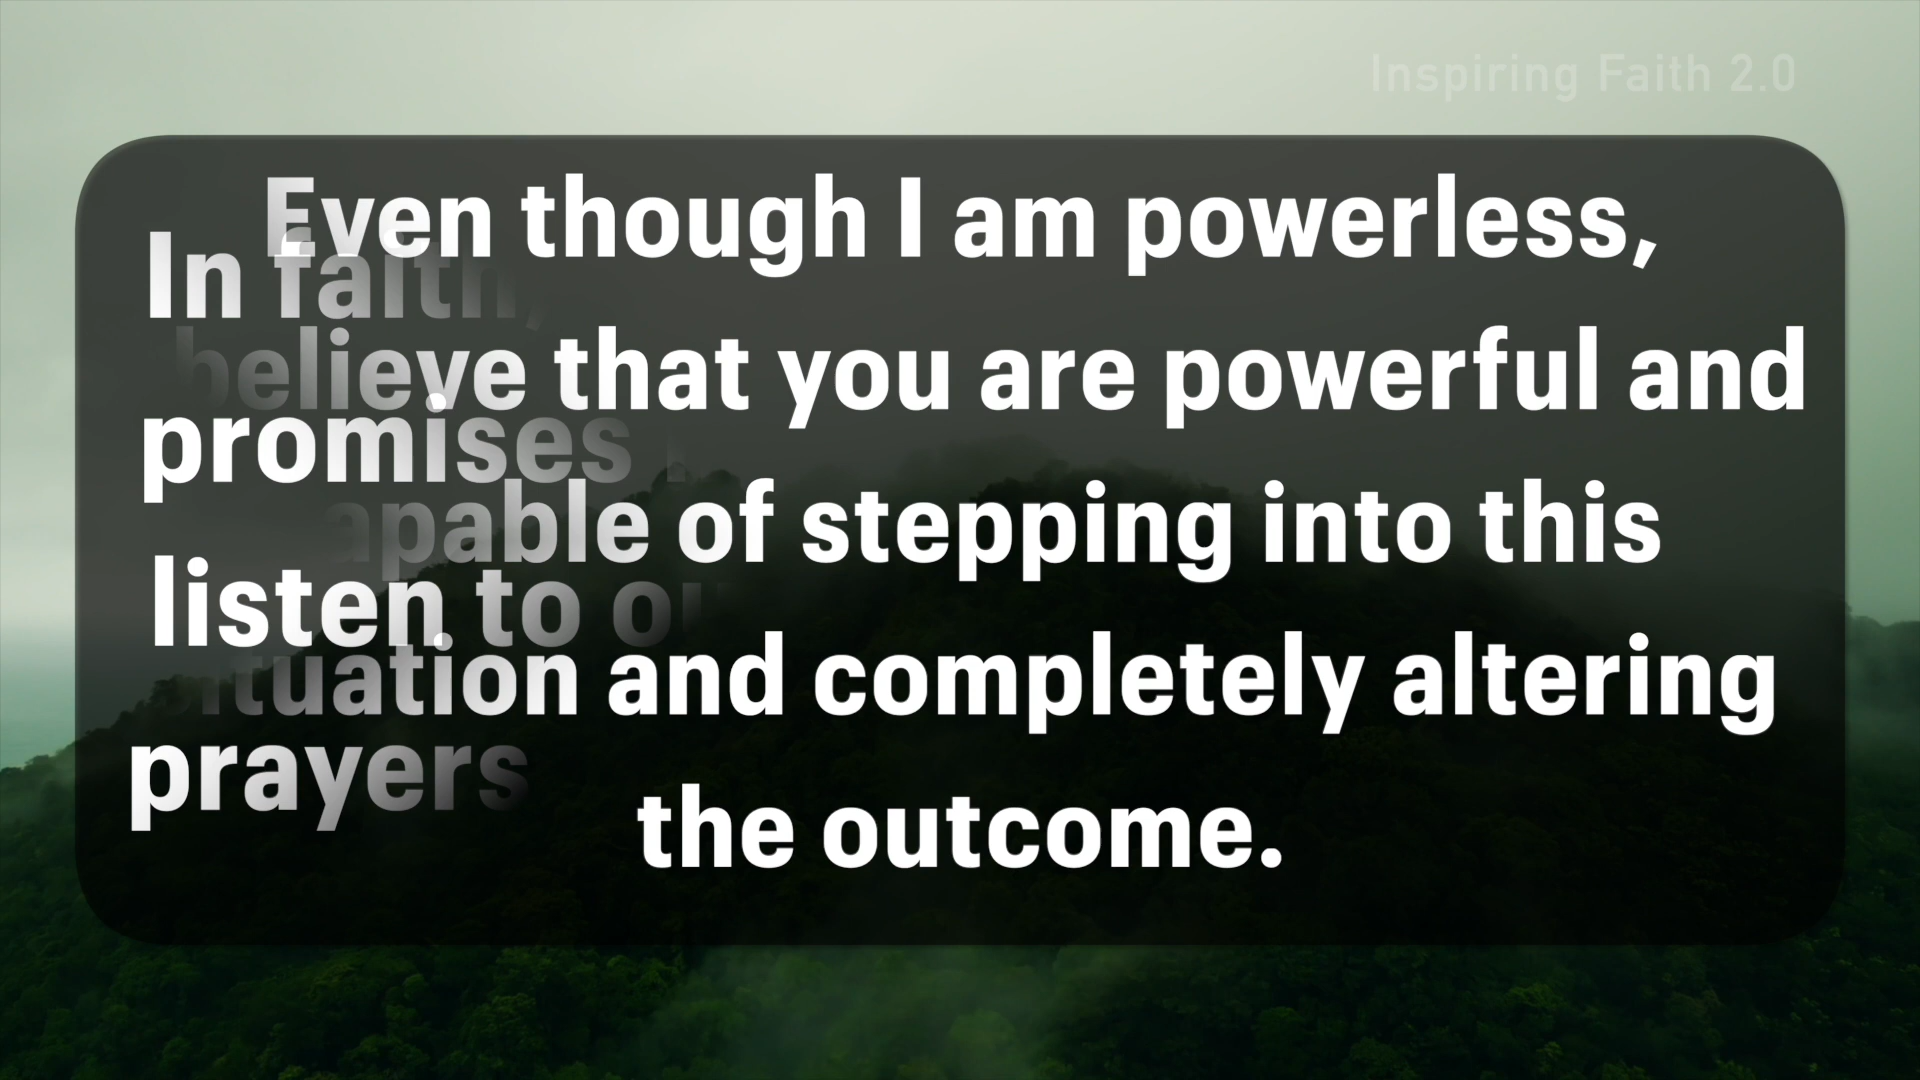 Inspiring Faith 2.0
Even though I am powerless,
In faith,
believe that you are powerful and
promises
capable of stepping into this
listen to
situation and completely altering
prayers
the outcome.